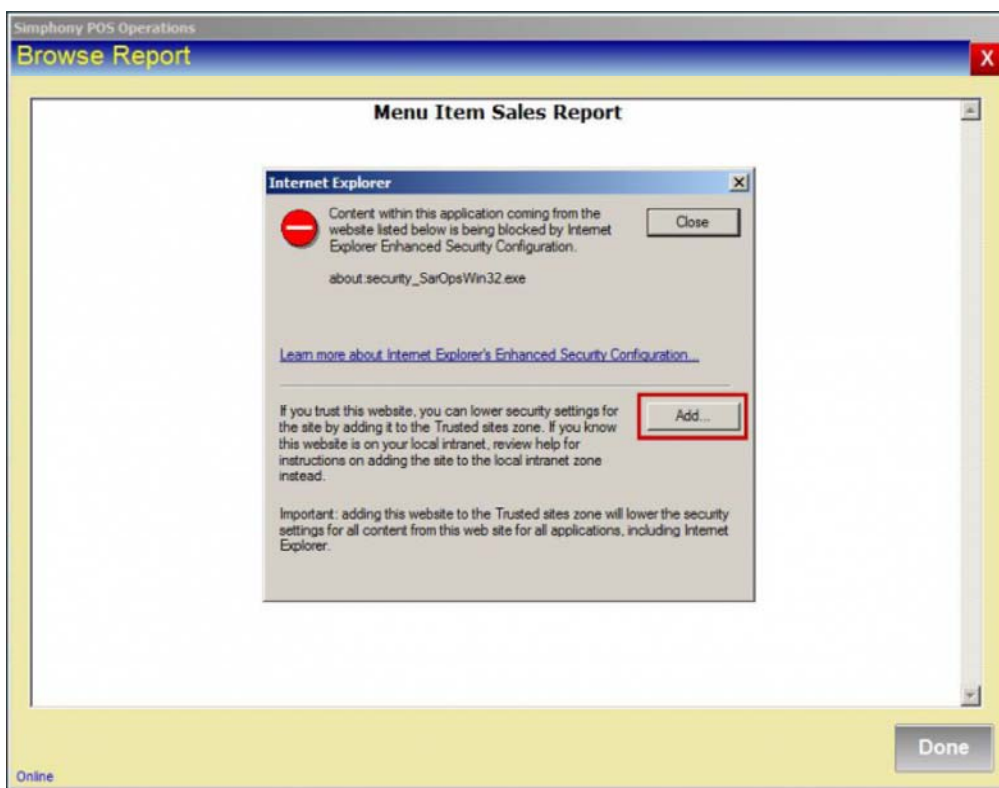 Simphony POS Operations
Browse Report
X
Menu Item Sales Report
Internet Explorer
Content within this application coming from the
website listed below is being blocked by Internet
Explorer Enhanced Security Configuration.
Close
about:security_SarOpsWin32.exe
Learn more about Internet Explorer's Enhanced Security Configuration...
If you trust this website, you can lower security settings for
the site by adding it to the Trusted sites zone. If you know
this website is on your local intranet, review help for
instructions on adding the site to the local intranet zone
instead.
Add...
Important: adding this website to the Trusted sites zone will lower the security
settings for all content from this web site for all applications, including Internet
Explorer.
Done
Online